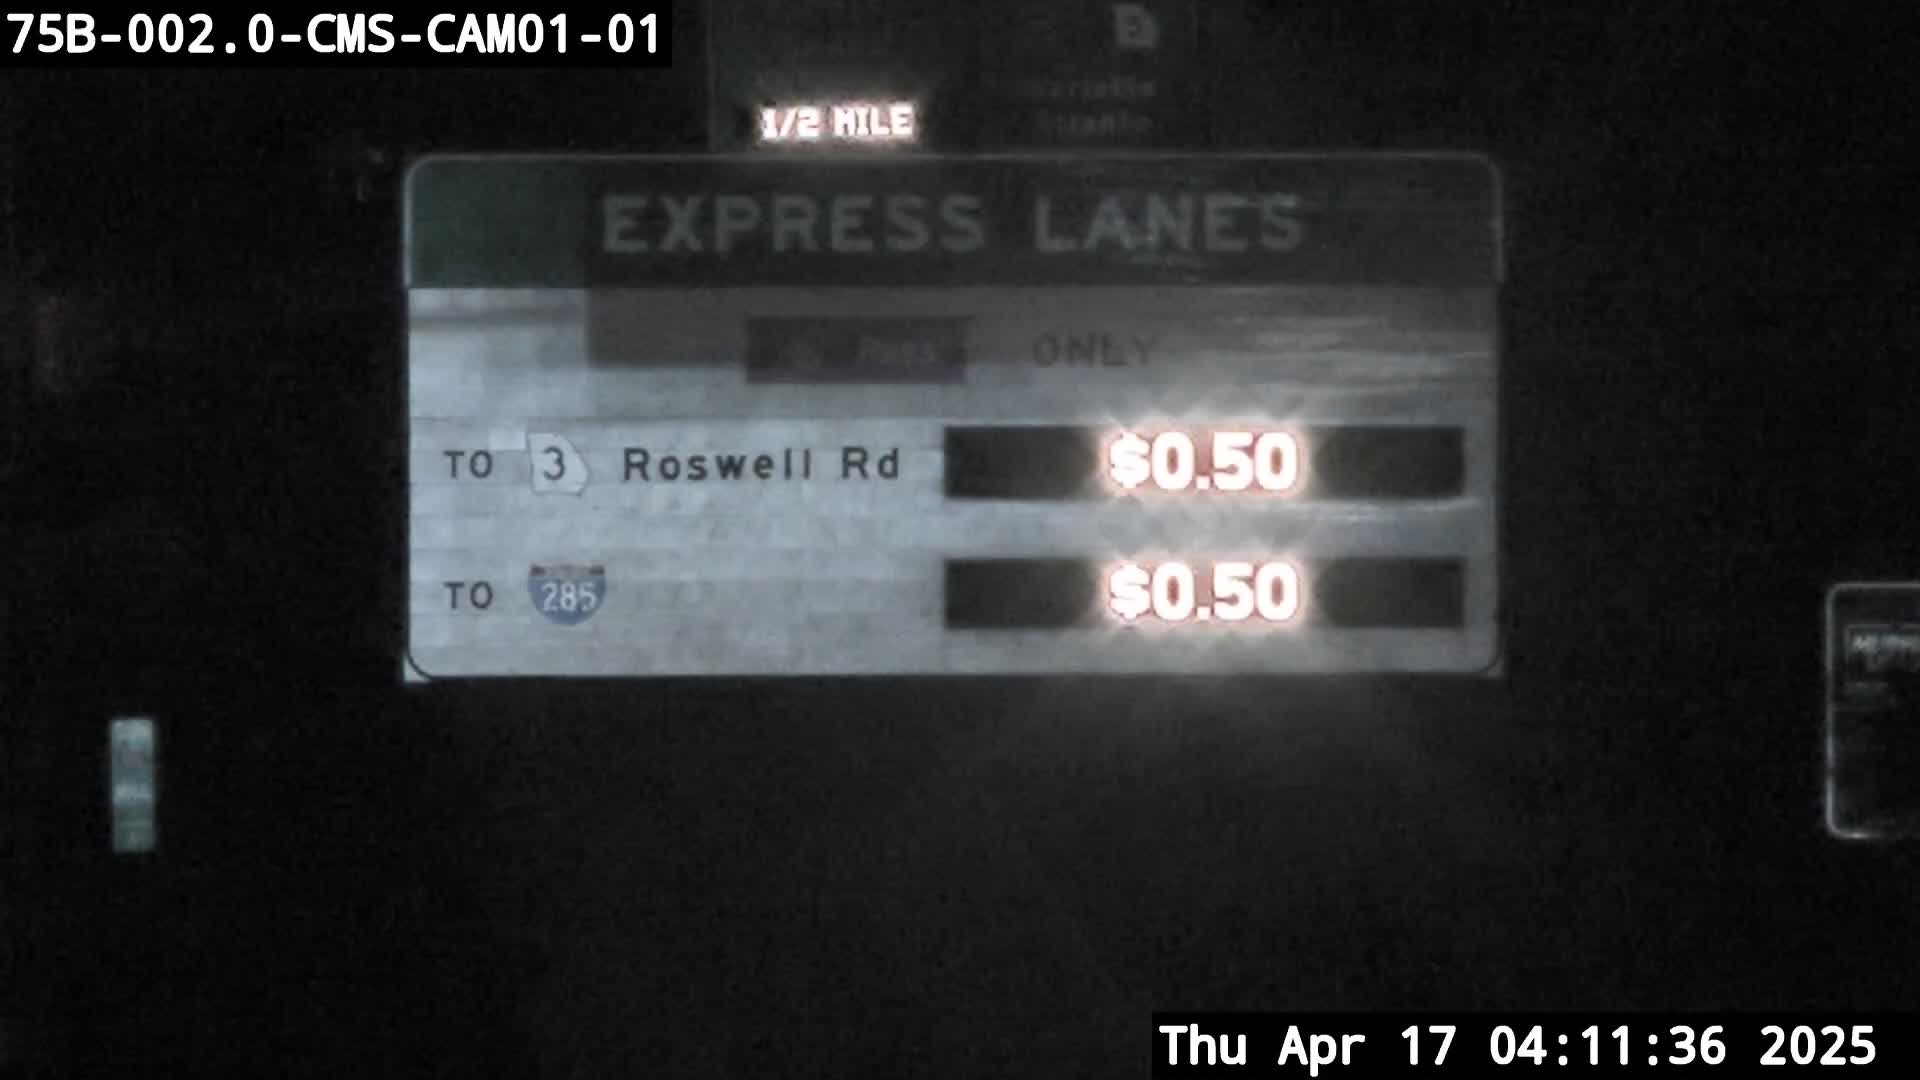 75B-002.0-CMS-CAM01-01
1/2 MILE
EXPRESS LANES
Pass ONLY
TO 3 Roswell Rd $0.50
TO 285 $0.50
Thu Apr 17 04:11:36 2025